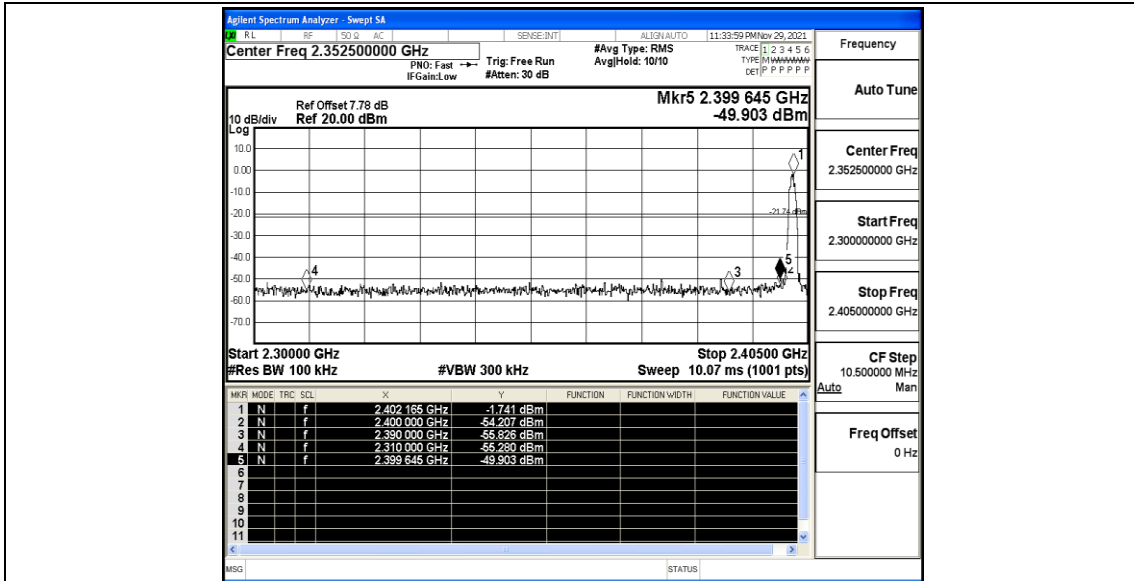 Agilent Spectrum Analyzer - Swept SA
LXI RL RF 50 Ω AC SENSE:INT ALIGNAUTO 11:33:59 PM Nov 29, 2021
Center Freq 2.352500000 GHz #Avg Type: RMS TRACE 1 2 3 4 5 6
PNO: Fast Trig: Free Run Avg|Hold: 10/10 TYPE M WWWWW
IFGain:Low #Atten: 30 dB DET P P P P P P
Mkr5 2.399 645 GHz
Ref Offset 7.78 dB
-49.903 dBm
10 dB/div Ref 20.00 dBm
Log
10.0
0.00
-10.0
-20.0
-30.0
-40.0
-50.0
-60.0
-70.0
1
-21.74 dBm
4
3
5
2
Start 2.30000 GHz Stop 2.40500 GHz
#Res BW 100 kHz #VBW 300 kHz Sweep 10.07 ms (1001 pts)
MKR MODE TRC SCL X Y FUNCTION FUNCTION WIDTH FUNCTION VALUE
1 N f 2.402 165 GHz -1.741 dBm
2 N f 2.400 000 GHz -54.207 dBm
3 N f 2.390 000 GHz -55.826 dBm
4 N f 2.310 000 GHz -55.280 dBm
5 N f 2.399 645 GHz -49.903 dBm
6
7
8
9
10
11
MSG STATUS
Frequency
Auto Tune
Center Freq
2.352500000 GHz
Start Freq
2.300000000 GHz
Stop Freq
2.405000000 GHz
CF Step
10.500000 MHz
Auto Man
Freq Offset
0 Hz